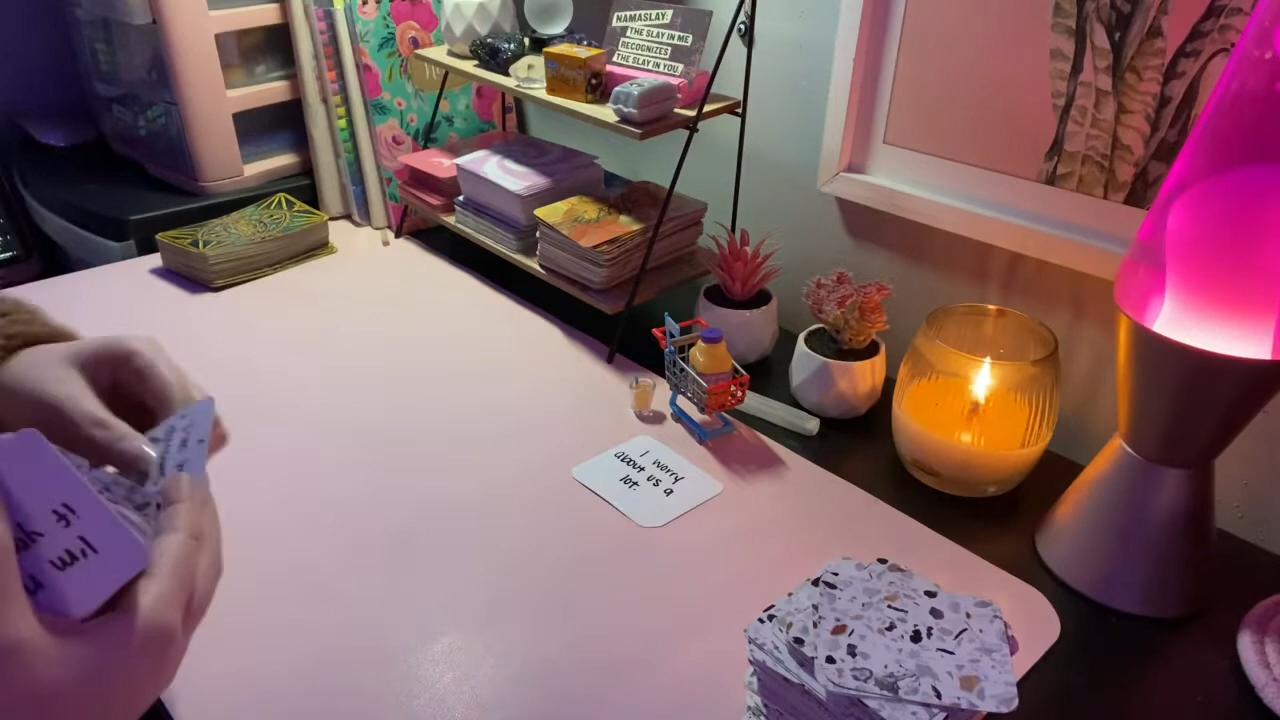 NAMASLAY:
THE SLAY IN ME
RECOGNIZES
THE SLAY IN YOU.
I worry
about us a
lot.
I'm